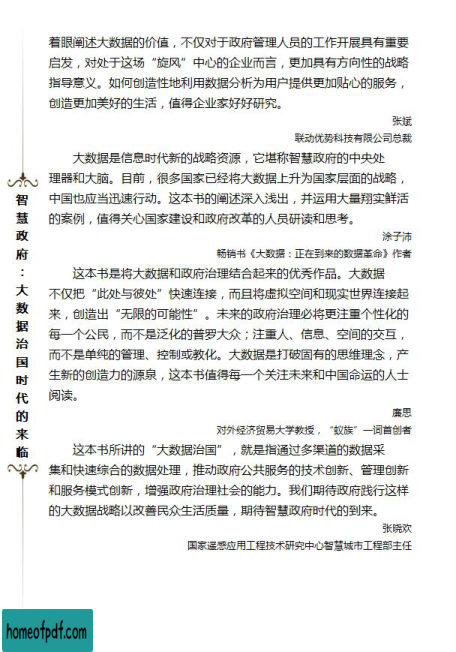 着眼阐述大数据的价值，不仅对于政府管理人员的工作开展具有重要
启发，对处于这场“旋风”中心的企业而言，更加具有方向性的战略
指导意义。如何创造性地利用数据分析为用户提供更加贴心的服务，
创造更加美好的生活，值得企业家好好研究。
张斌
联动优势科技有限公司总裁
大数据是信息时代新的战略资源，它堪称智慧政府的中央处
理器和大脑。目前，很多国家已经将大数据上升为国家层面的战略，
中国也应当迅速行动。这本书的阐述深入浅出，并运用大量翔实鲜活
的案例，值得关心国家建设和政府改革的人员研读和思考。
涂子沛
畅销书《大数据：正在到来的数据革命》作者
这本书是将大数据和政府治理结合起来的优秀作品。大数据
不仅把“此处与彼处”快速连接，而且将虚拟空间和现实世界连接起
来，创造出“无限的可能性”。未来的政府治理必将更注重个性化的
每一个公民，而不是泛化的普罗大众；注重人、信息、空间的交互，
而不是单纯的管理、控制或教化。大数据是打破固有的思维理念，产
生新的创造力的源泉，这本书值得每一个关注未来和中国命运的人士
阅读。
廉思
对外经济贸易大学教授，“蚁族”一词首创者
这本书所讲的“大数据治国”，就是指通过多渠道的数据采
集和快速综合的数据处理，推动政府公共服务的技术创新、管理创新
和服务模式创新，增强政府治理社会的能力。我们期待政府践行这样
的大数据战略以改善民众生活质量，期待智慧政府时代的到来。
张晓欢
国家遥感应用工程技术研究中心智慧城市工程部主任
智慧政府：大数据治国时代的来临
homeofpdf.com